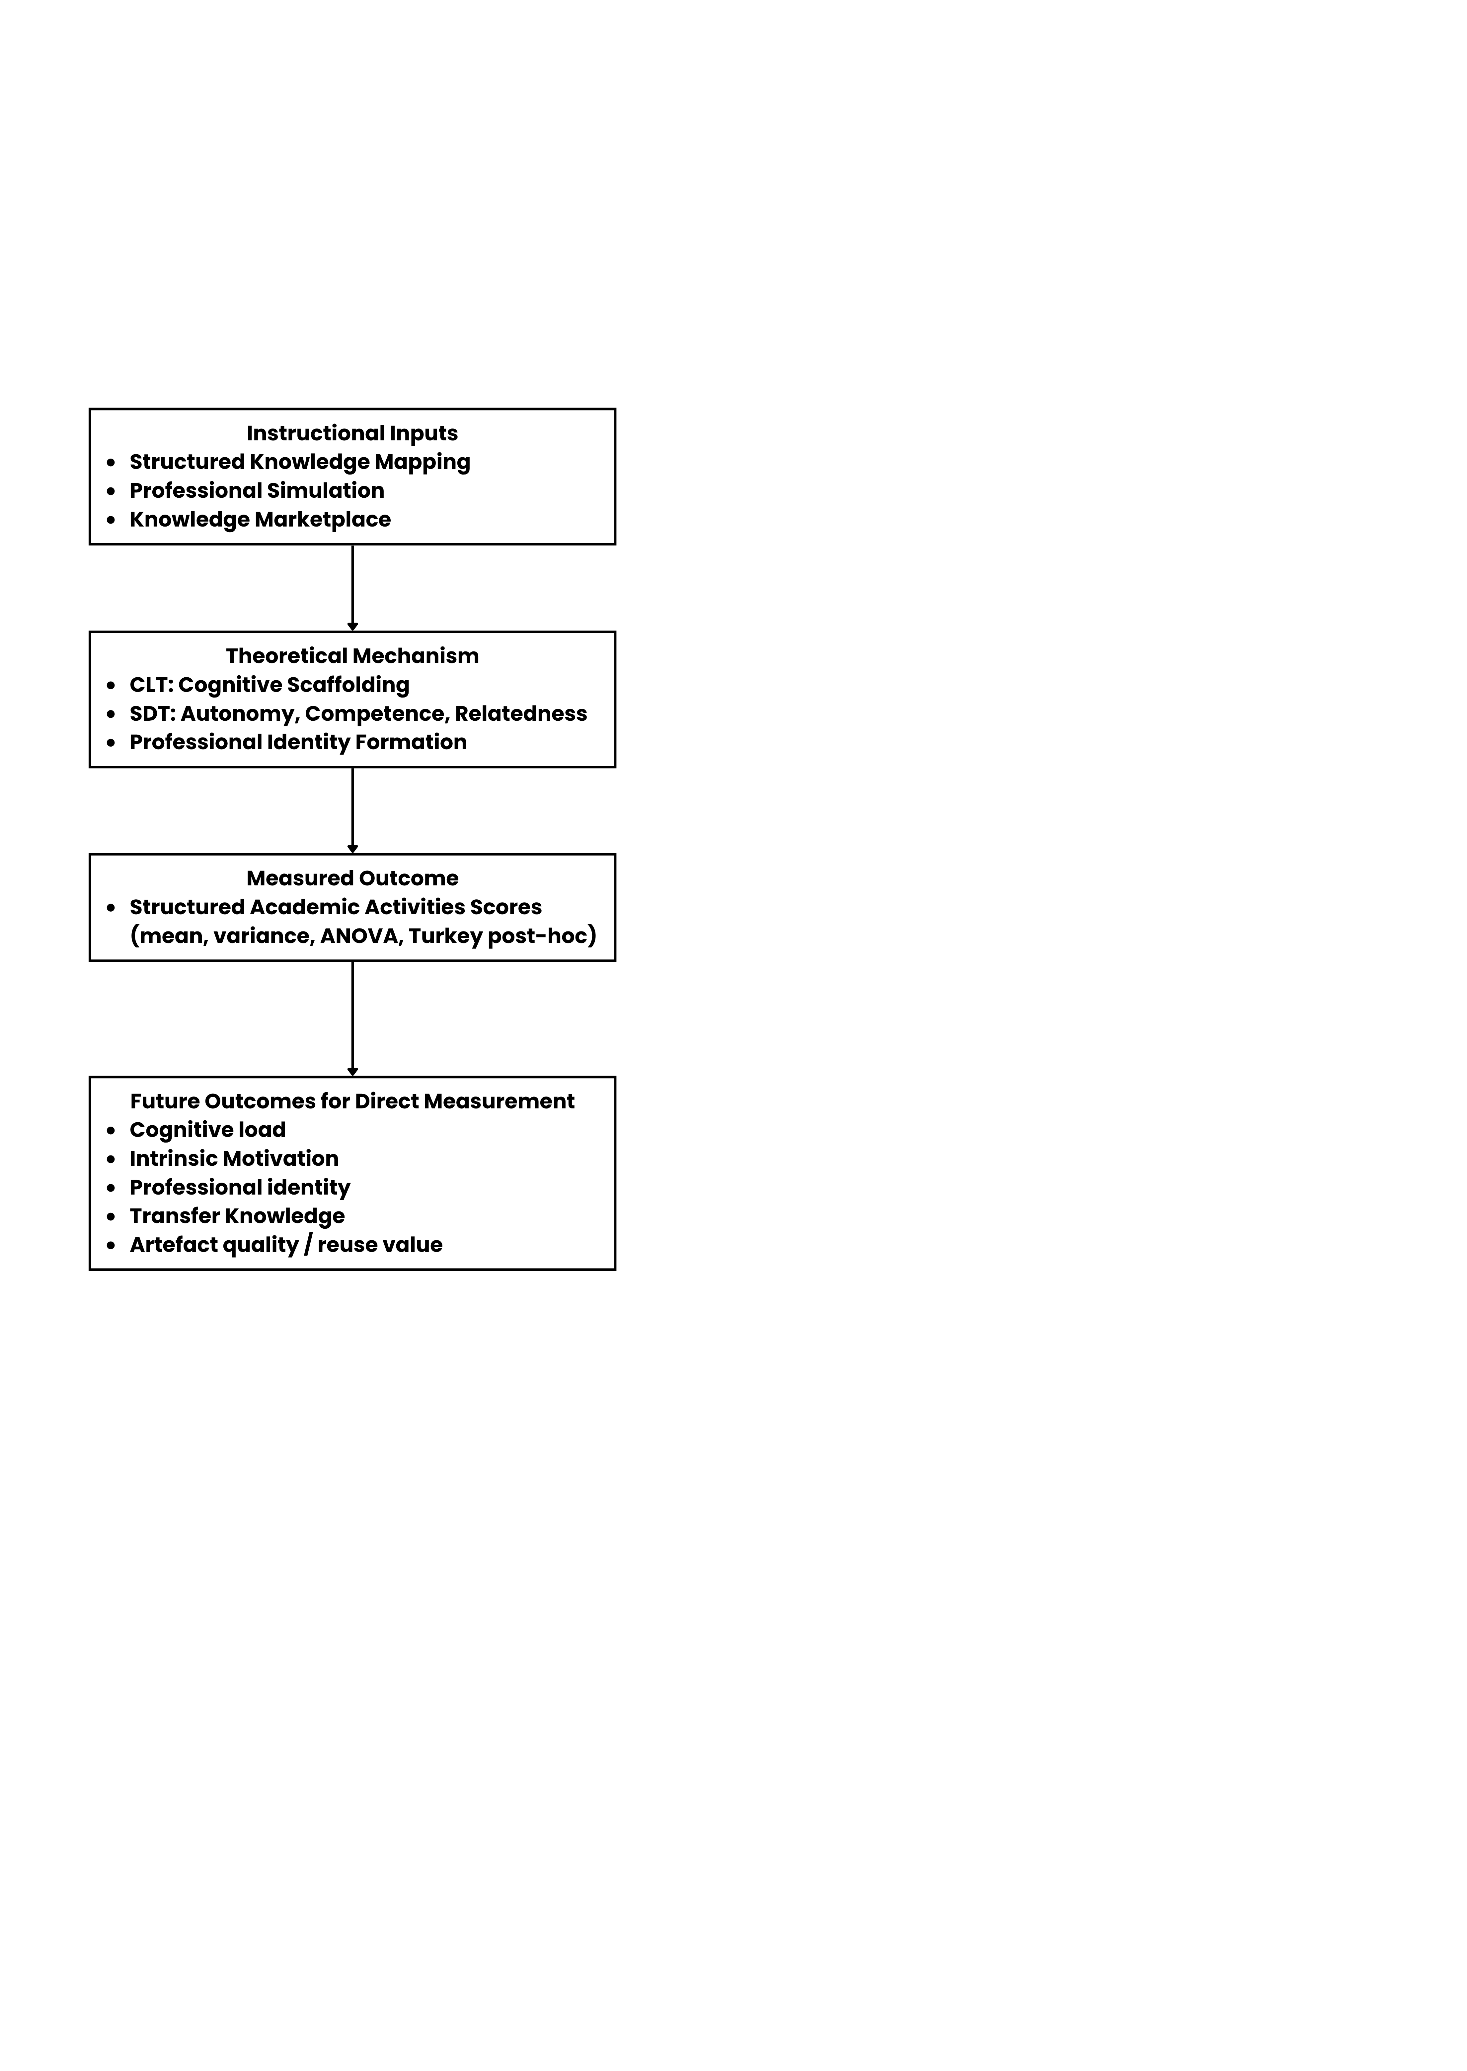 Instructional Inputs
• Structured Knowledge Mapping
• Professional Simulation
• Knowledge Marketplace
Theoretical Mechanism
• CLT: Cognitive Scaffolding
• SDT: Autonomy, Competence, Relatedness
• Professional Identity Formation
Measured Outcome
• Structured Academic Activities Scores
(mean, variance, ANOVA, Turkey post-hoc)
Future Outcomes for Direct Measurement
• Cognitive load
• Intrinsic Motivation
• Professional identity
• Transfer Knowledge
• Artefact quality / reuse value